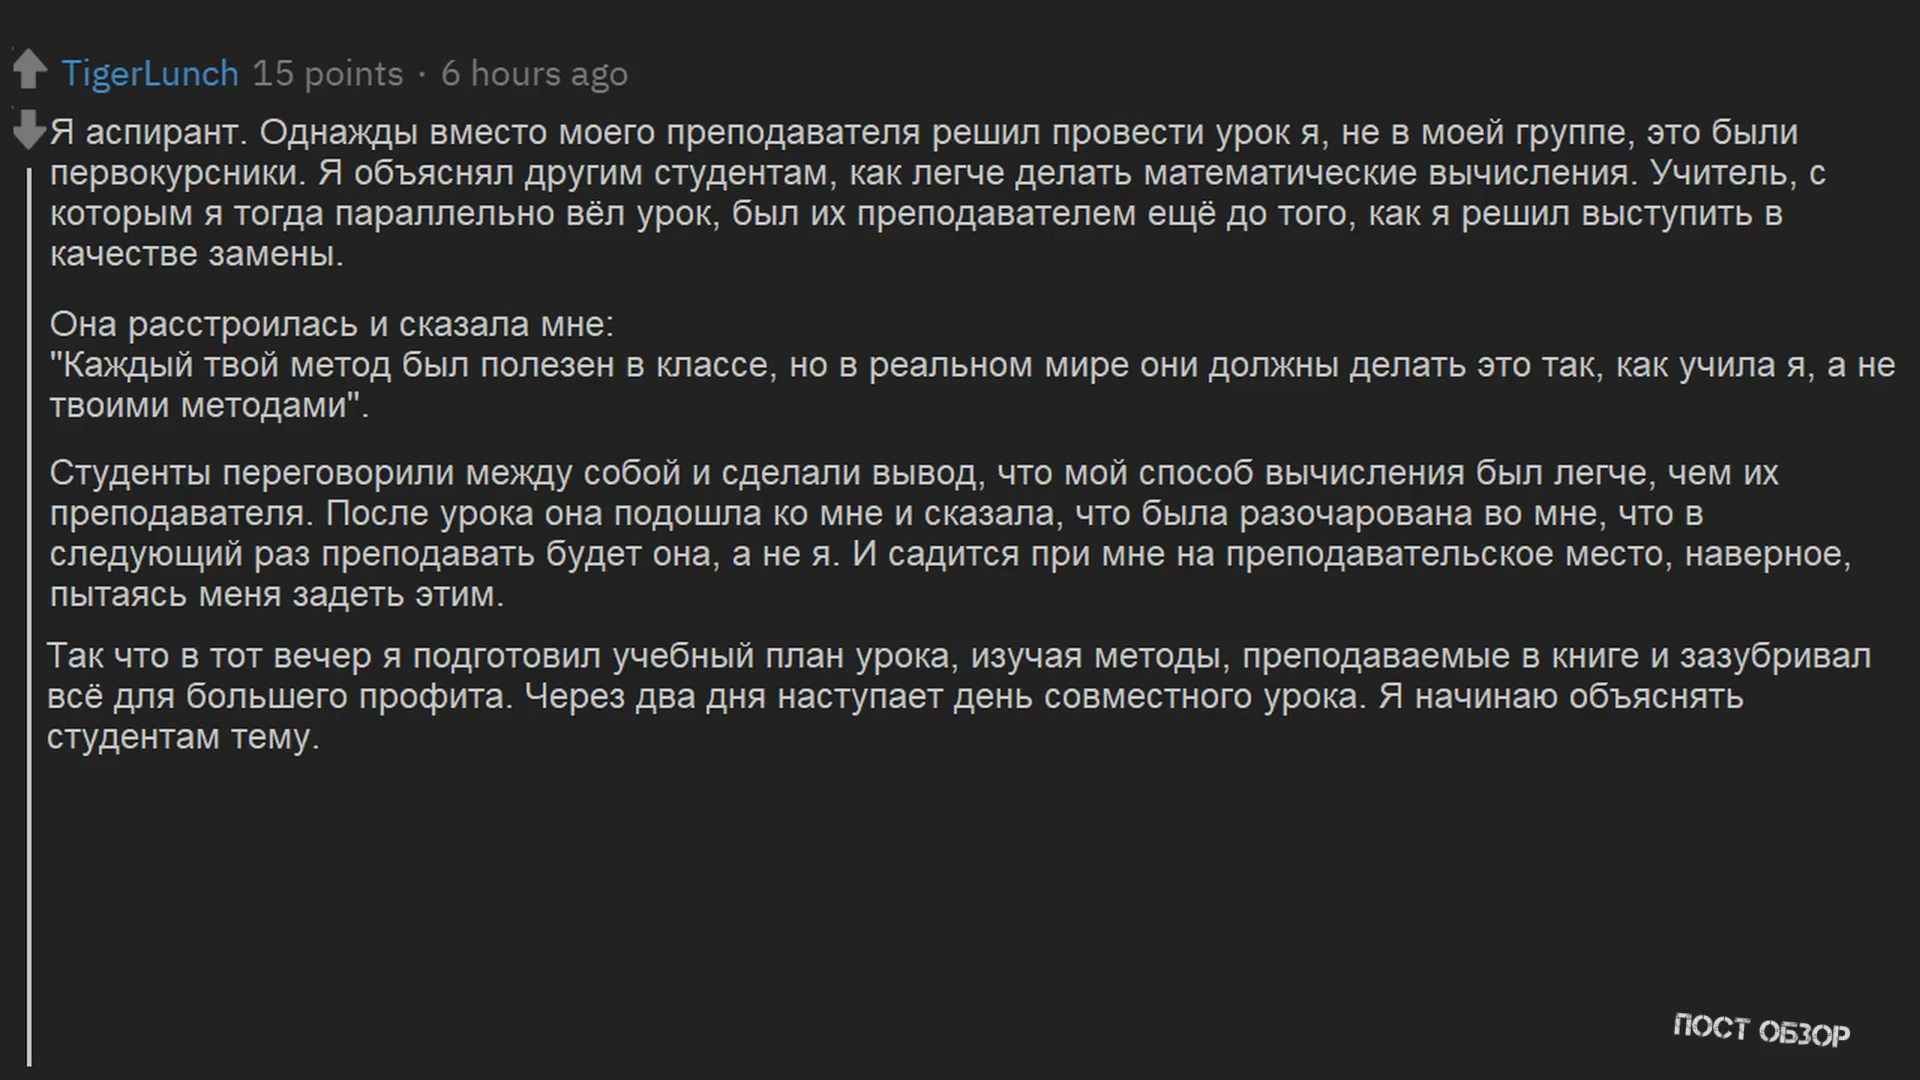 TigerLunch 15 points · 6 hours ago
Я аспирант. Однажды вместо моего преподавателя решил провести урок я, не в моей группе, это были
первокурсники. Я объяснял другим студентам, как легче делать математические вычисления. Учитель, с
которым я тогда параллельно вёл урок, был их преподавателем ещё до того, как я решил выступить в
качестве замены.
Она расстроилась и сказала мне:
"Каждый твой метод был полезен в классе, но в реальном мире они должны делать это так, как учила я, а не
твоими методами".
Студенты переговорили между собой и сделали вывод, что мой способ вычисления был легче, чем их
преподавателя. После урока она подошла ко мне и сказала, что была разочарована во мне, что в
следующий раз преподавать будет она, а не я. И садится при мне на преподавательское место, наверное,
пытаясь меня задеть этим.
Так что в тот вечер я подготовил учебный план урока, изучая методы, преподаваемые в книге и зазубривал
всё для большего профита. Через два дня наступает день совместного урока. Я начинаю объяснять
студентам тему.
ПОСТ ОБЗОР